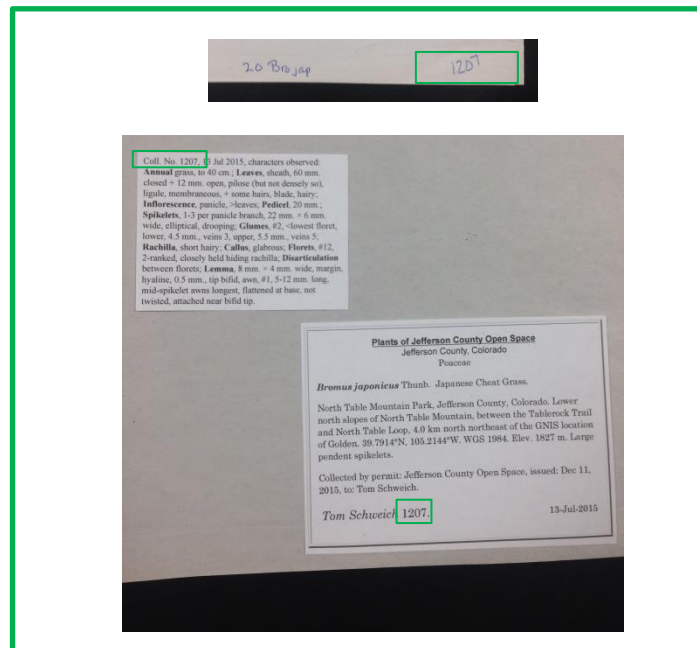 20 Brojap 1207
Coll. No. 1207, 13 Jul 2015, characters observed:
Annual grass, to 40 cm.; Leaves, sheath, 60 mm.
closed + 12 mm. open, pilose (but not densely so),
ligule, membraneous, + some hairs, blade, hairy;
Inflorescence, panicle, >leaves; Pedicel, 20 mm.;
Spikelets, 1-3 per panicle branch, 22 mm. × 6 mm.
wide, elliptical, drooping; Glumes, #2, <lowest floret,
lower, 4.5 mm., veins 3, upper, 5.5 mm., veins 5;
Rachilla, short hairy; Callus, glabrous; Florets, #12,
2-ranked, closely held hiding rachilla; Disarticulation
between florets; Lemma, 8 mm. × 4 mm. wide, margin,
hyaline, 0.5 mm., tip bifid, awn, #1, 5-12 mm. long,
mid-spikelet awns longest, flattened at base, not
twisted, attached near bifid tip.
Plants of Jefferson County Open Space
Jefferson County, Colorado
Poaceae
Bromus japonicus Thunb. Japanese Cheat Grass.
North Table Mountain Park, Jefferson County, Colorado. Lower
north slopes of North Table Mountain, between the Tablerock Trail
and North Table Loop, 4.0 km north northeast of the GNIS location
of Golden. 39.7914°N, 105.2144°W. WGS 1984. Elev. 1827 m. Large
pendent spikelets.
Collected by permit: Jefferson County Open Space, issued: Dec 11,
2015, to: Tom Schweich.
Tom Schweich 1207. 13-Jul-2015